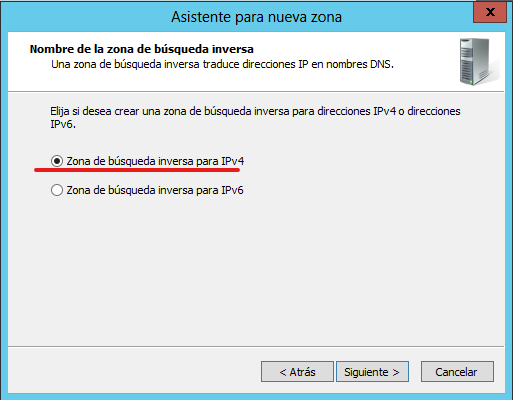 Asistente para nueva zona
x
Nombre de la zona de búsqueda inversa
Una zona de búsqueda inversa traduce direcciones IP en nombres DNS.
Elija si desea crear una zona de búsqueda inversa para direcciones IPv4 o direcciones
IPv6.
Zona de búsqueda inversa para IPv4
Zona de búsqueda inversa para IPv6
< Atrás
Siguiente >
Cancelar